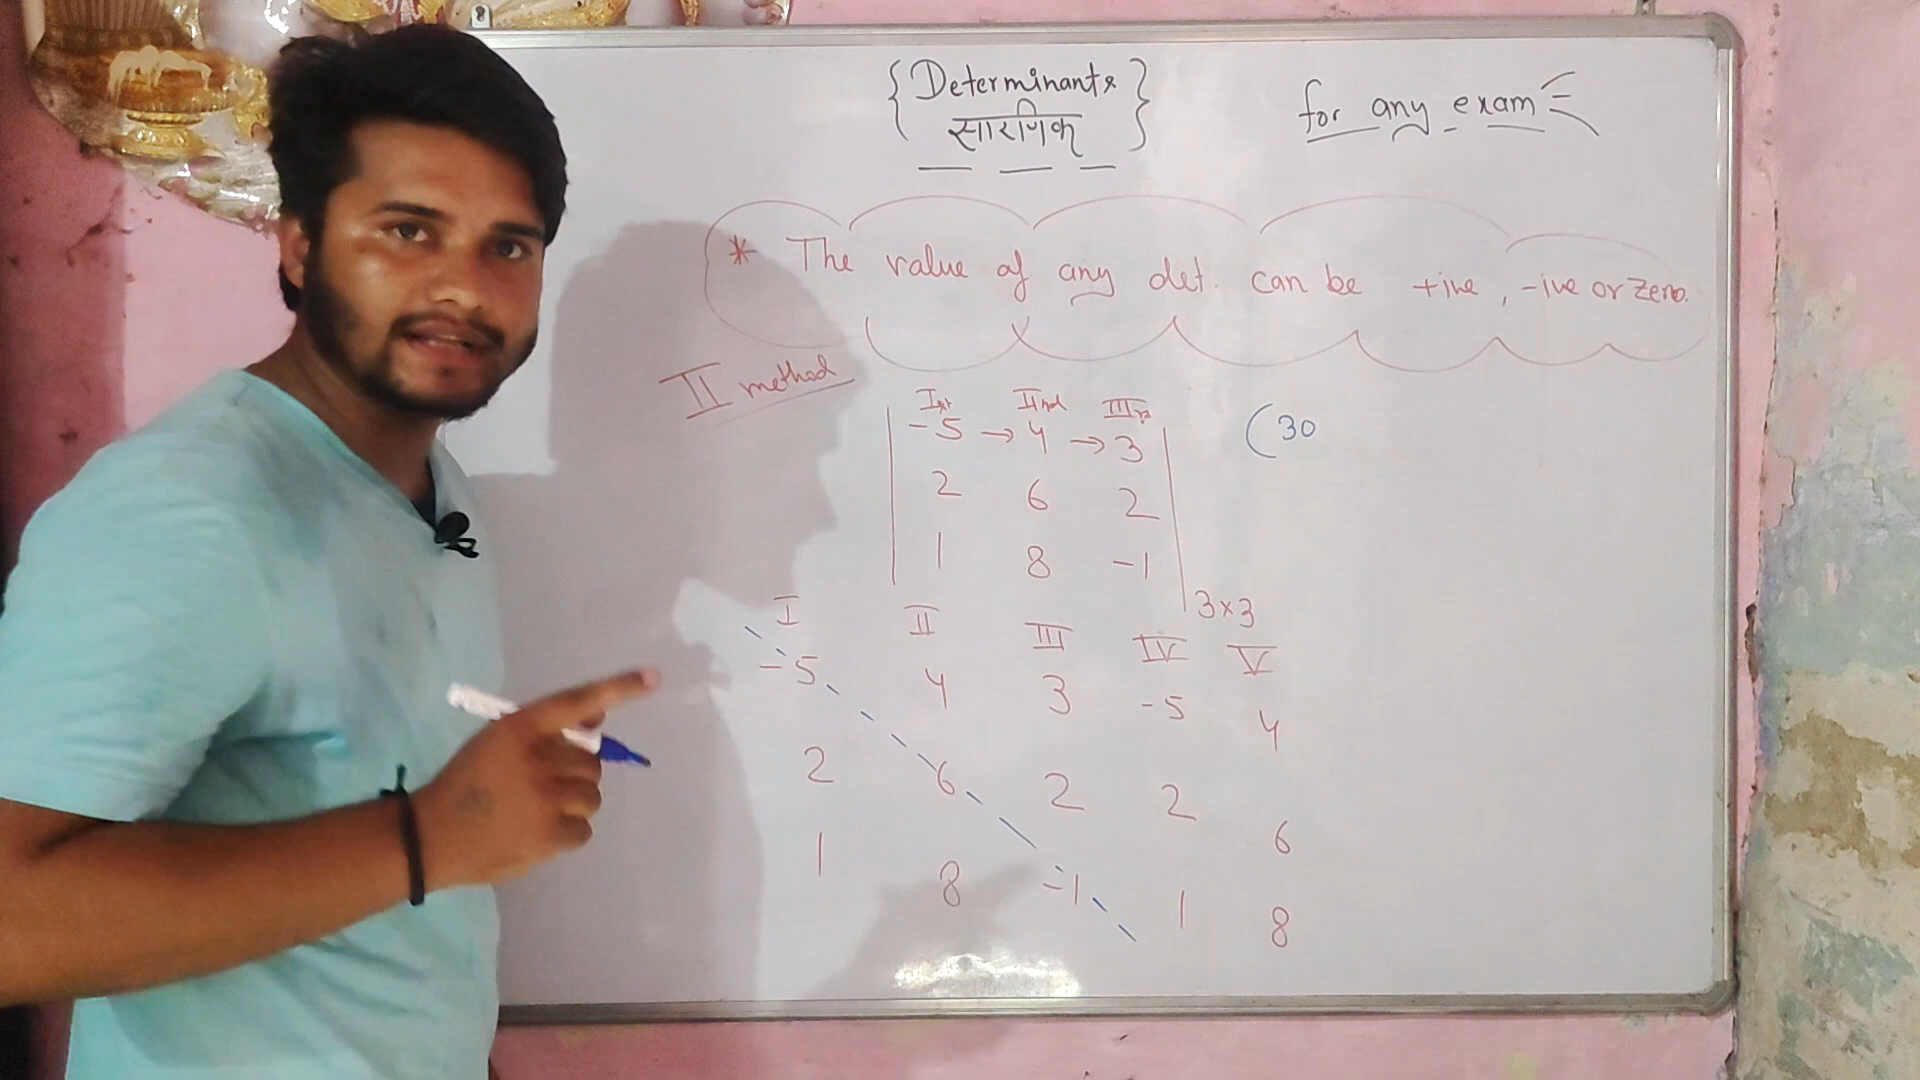 {Determinants}
सारणिक
for any exam
* The value of any det. can be +ive, -ive or zero.
II method
Ist IInd IIIrd
-5 → 4 → 3
2 6 2
1 8 -1
3×3
(30
I II III IV V
-5 4 3 -5 4
2 6 2 2 6
1 8 -1 1 8